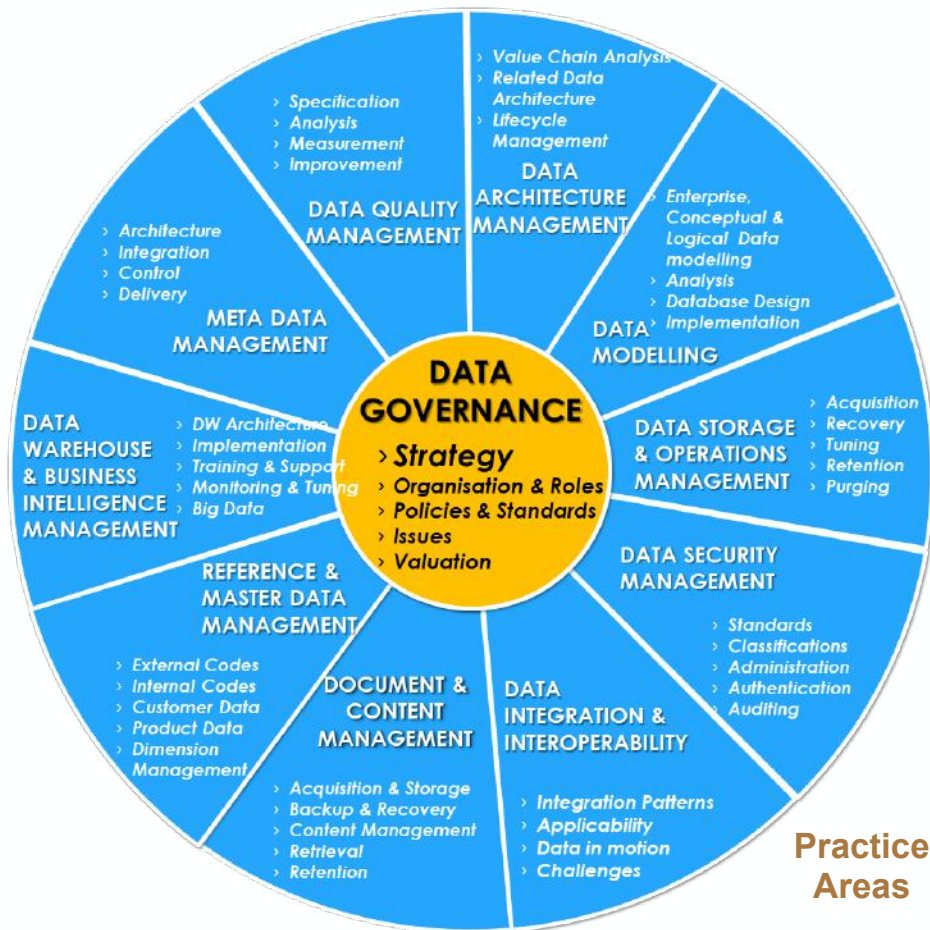 › Value Chain Analysis
› Related Data
Architecture
› Lifecycle
Management
DATA
ARCHITECTURE
MANAGEMENT
› Enterprise,
Conceptual &
Logical Data
modelling
› Analysis
› Database Design
› Implementation
DATA
MODELLING
› Acquisition
› Recovery
› Tuning
› Retention
› Purging
DATA STORAGE
& OPERATIONS
MANAGEMENT
DATA SECURITY
MANAGEMENT
› Standards
› Classifications
› Administration
› Authentication
› Auditing
DATA
INTEGRATION &
INTEROPERABILITY
› Integration Patterns
› Applicability
› Data in motion
› Challenges
DOCUMENT &
CONTENT
MANAGEMENT
› Acquisition & Storage
› Backup & Recovery
› Content Management
› Retrieval
› Retention
REFERENCE &
MASTER DATA
MANAGEMENT
› External Codes
› Internal Codes
› Customer Data
› Product Data
› Dimension
Management
DATA
WAREHOUSE
& BUSINESS
INTELLIGENCE
MANAGEMENT
› DW Architecture
› Implementation
› Training & Support
› Monitoring & Tuning
› Big Data
› Architecture
› Integration
› Control
› Delivery
META DATA
MANAGEMENT
› Specification
› Analysis
› Measurement
› Improvement
DATA QUALITY
MANAGEMENT
DATA
GOVERNANCE
› Strategy
› Organisation & Roles
› Policies & Standards
› Issues
› Valuation
Practice
Areas